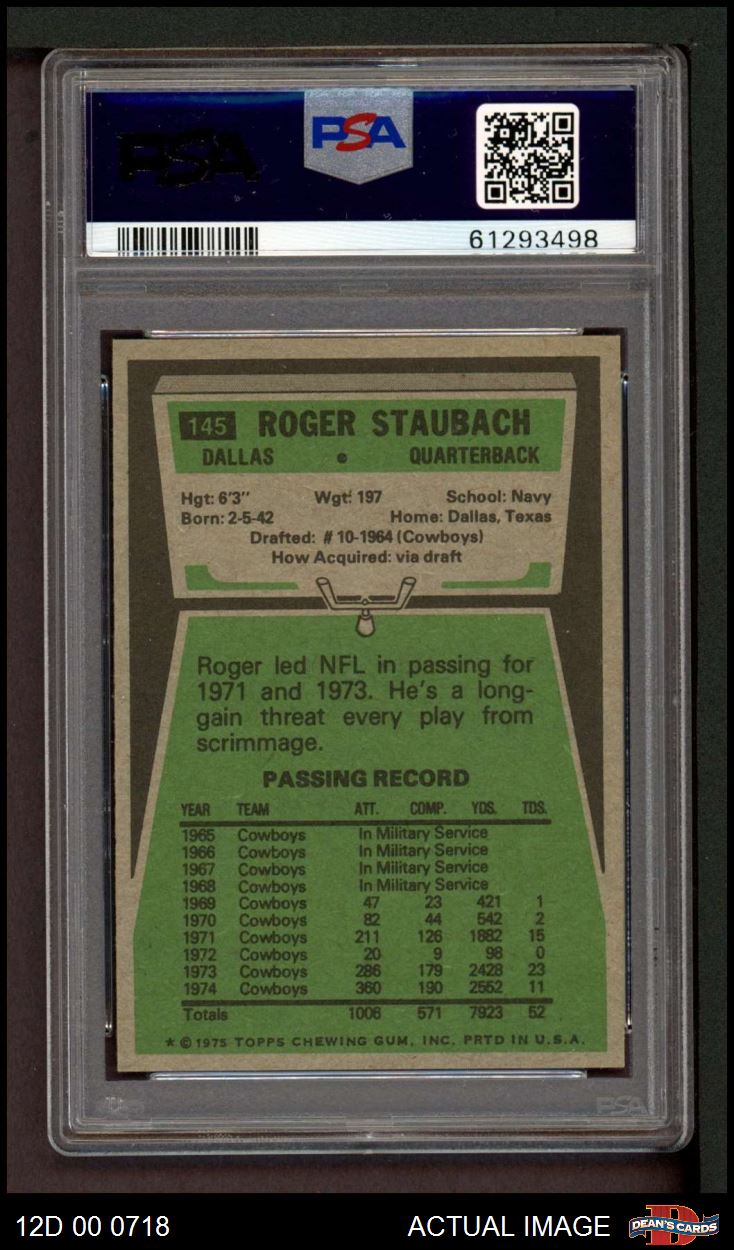 PSA
PSA
61293498
145 ROGER STAUBACH
DALLAS • QUARTERBACK
Hgt: 6'3" Wgt: 197 School: Navy
Born: 2-5-42 Home: Dallas, Texas
Drafted: # 10-1964 (Cowboys)
How Acquired: via draft
Roger led NFL in passing for
1971 and 1973. He's a long-
gain threat every play from
scrimmage.
PASSING RECORD
YEAR TEAM ATT. COMP. YDS. TDS.
1965 Cowboys In Military Service
1966 Cowboys In Military Service
1967 Cowboys In Military Service
1968 Cowboys In Military Service
1969 Cowboys 47 23 421 1
1970 Cowboys 82 44 542 2
1971 Cowboys 211 126 1882 15
1972 Cowboys 20 9 98 0
1973 Cowboys 286 179 2428 23
1974 Cowboys 360 190 2552 11
Totals 1006 571 7923 52
* © 1975 TOPPS CHEWING GUM, INC. PRTD IN U.S.A.
PSA
12D 00 0718 ACTUAL IMAGE DEAN'S CARDS